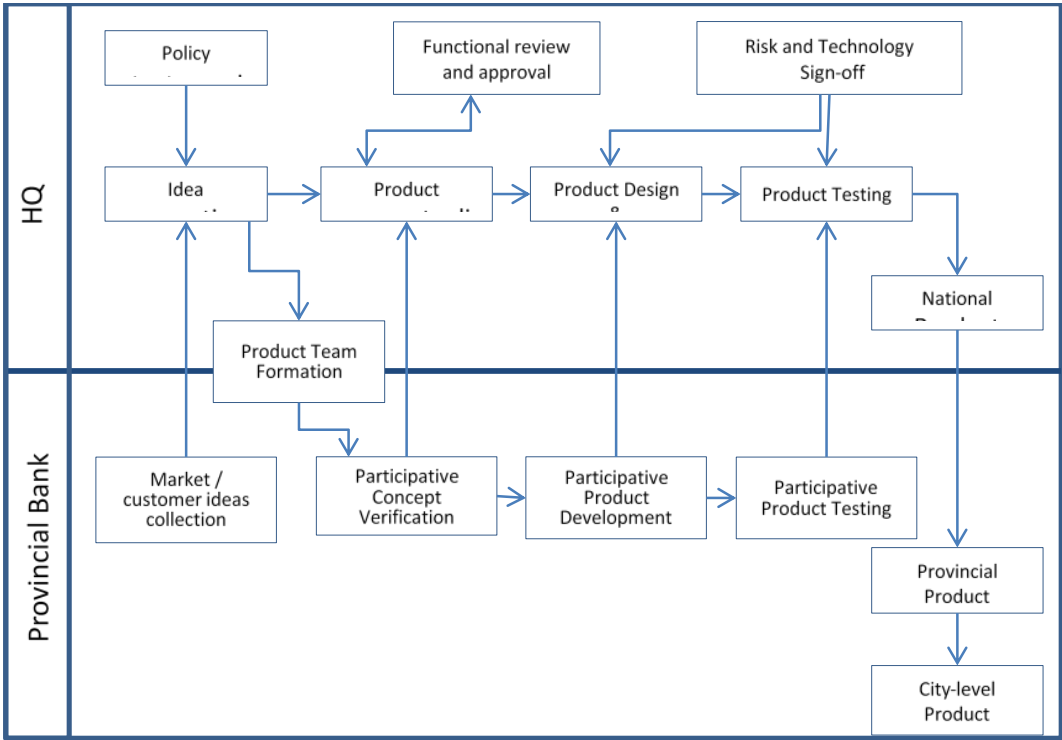 HQ
Policy
Functional review
and approval
Risk and Technology
Sign-off
Idea
Product
Product Design
&
Product Testing
National
Product Team
Formation
Provincial Bank
Market /
customer ideas
collection
Participative
Concept
Verification
Participative
Product
Development
Participative
Product Testing
Provincial
Product
City-level
Product